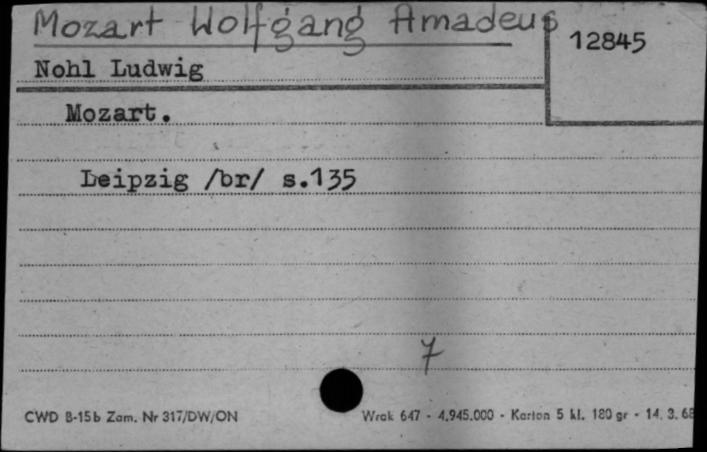 Mozart Wolfgang Amadeus
12845
Nohl Ludwig
Mozart.
Leipzig /br/ s.135
7
CWD B-15b Zam. Nr 317/DW/ON
Wrak 647 - 4.945.000 - Karton 5 kl. 180 gr - 14. 3. 68